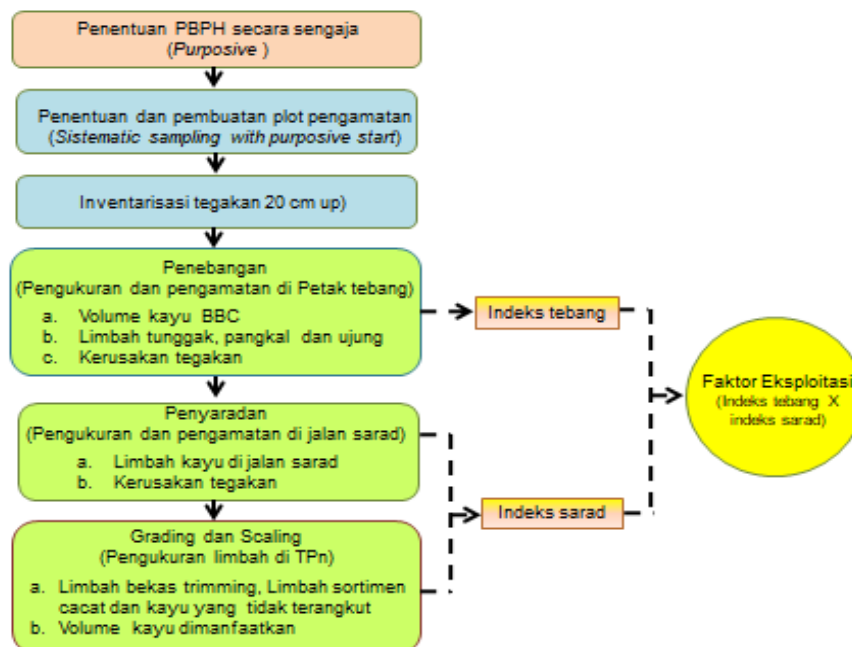 Penentuan PBPH secara sengaja
(Purposive )
Penentuan dan pembuatan plot pengamatan
(Sistematic sampling with purposive start)
Inventarisasi tegakan 20 cm up)
Penebangan
(Pengukuran dan pengamatan di Petak tebang)
a. Volume kayu BBC
b. Limbah tunggak, pangkal dan ujung
c. Kerusakan tegakan
Indeks tebang
Penyaradan
(Pengukuran dan pengamatan di jalan sarad)
a. Limbah kayu di jalan sarad
b. Kerusakan tegakan
Grading dan Scaling
(Pengukuran limbah di TPn)
a. Limbah bekas trimming, Limbah sortimen
cacat dan kayu yang tidak terangkut
b. Volume kayu dimanfaatkan
Indeks sarad
Faktor Eksploitasi
(Indeks tebang X
indeks sarad)